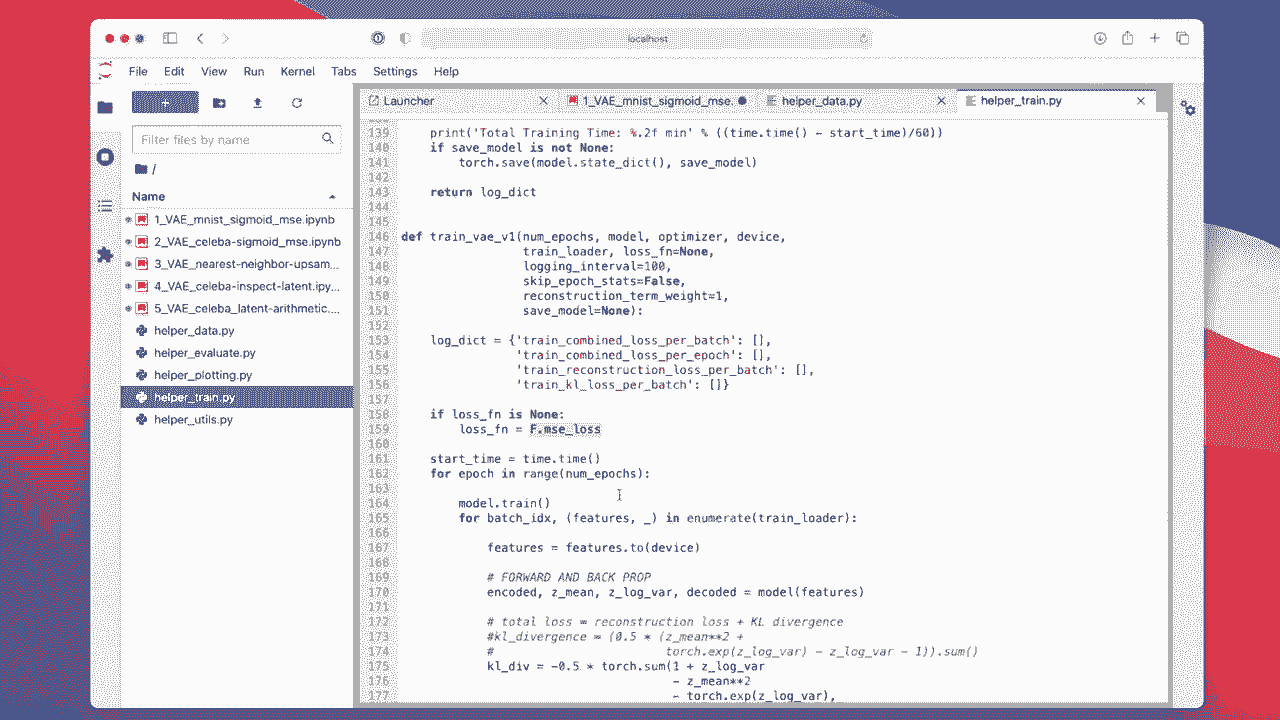 localhost
File Edit View Run Kernel Tabs Settings Help
Launcher
1_VAE_mnist_sigmoid_mse.
helper_data.py
helper_train.py
Filter files by name
/
Name
1_VAE_mnist_sigmoid_mse.ipynb
2_VAE_celeba-sigmoid_mse.ipynb
3_VAE_nearest-neighbor-upsam...
4_VAE_celeba-inspect-latent.ipy...
5_VAE_celeba_latent-arithmetic....
helper_data.py
helper_evaluate.py
helper_plotting.py
helper_train.py
helper_utils.py
139 print('Total Training Time: %.2f min' % ((time.time() - start_time)/60))
140 if save_model is not None:
141 torch.save(model.state_dict(), save_model)
142
143 return log_dict
144
145
146 def train_vae_v1(num_epochs, model, optimizer, device,
147 train_loader, loss_fn=None,
148 logging_interval=100,
149 skip_epoch_stats=False,
150 reconstruction_term_weight=1,
151 save_model=None):
152
153 log_dict = {'train_combined_loss_per_batch': [],
154 'train_combined_loss_per_epoch': [],
155 'train_reconstruction_loss_per_batch': [],
156 'train_kl_loss_per_batch': []}
157
158 if loss_fn is None:
159 loss_fn = F.mse_loss
160
161 start_time = time.time()
162 for epoch in range(num_epochs):
163
164 model.train()
165 for batch_idx, (features, _) in enumerate(train_loader):
166
167 features = features.to(device)
168
169 # FORWARD AND BACK PROP
170 encoded, z_mean, z_log_var, decoded = model(features)
171
172 # total loss = reconstruction loss + KL divergence
173 #kl_divergence = (0.5 * (z_mean**2 +
174 # torch.exp(z_log_var) - z_log_var - 1)).sum()
175 kl_div = -0.5 * torch.sum(1 + z_log_var
176 - z_mean**2
177 - torch.exp(z_log_var),